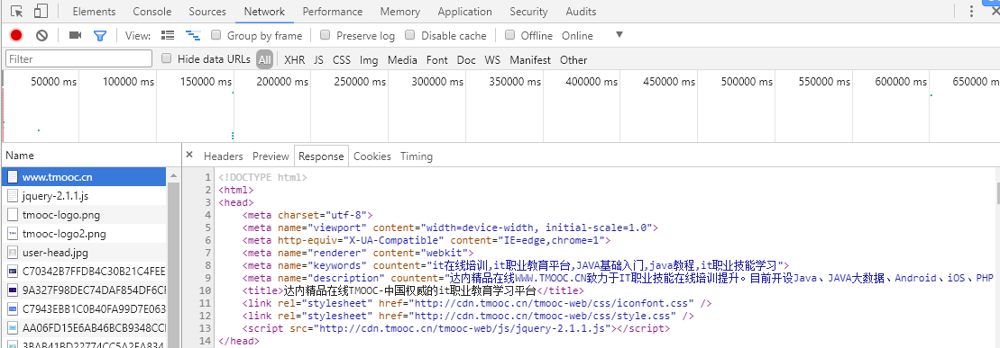 Elements Console Sources Network Performance Memory Application Security Audits
View: Group by frame Preserve log Disable cache Offline Online
Filter Hide data URLs All XHR JS CSS Img Media Font Doc WS Manifest Other
50000 ms 100000 ms 150000 ms 200000 ms 250000 ms 300000 ms 350000 ms 400000 ms 450000 ms 500000 ms 550000 ms 600000 ms 650000 ms
Name
www.tmooc.cn
jquery-2.1.1.js
tmooc-logo.png
tmooc-logo2.png
user-head.jpg
C70342B7FFDB4C30B21C4FEE
9A327F98DEC74DAF854DF6CF
C7943EBB1C0B40FA99D7E063
AA06FD15E6AB46BCB9348CCI
3BAB41BD22774CC5A2EA834
× Headers Preview Response Cookies Timing
1 <!DOCTYPE html>
2 <html>
3 <head>
4 <meta charset="utf-8">
5 <meta name="viewport" content="width=device-width, initial-scale=1.0">
6 <meta http-equiv="X-UA-Compatible" content="IE=edge,chrome=1">
7 <meta name="renderer" content="webkit">
8 <meta name="keywords" countent="it在线培训,it职业教育平台,JAVA基础入门,java教程,it职业技能学习">
9 <meta name="description" countent="达内精品在线WWW.TMOOC.CN致力于IT职业技能在线培训提升。目前开设Java、JAVA大数据、Android、iOS、PHP
10 <title>达内精品在线TMOOC-中国权威的it职业教育学习平台</title>
11 <link rel="stylesheet" href="http://cdn.tmooc.cn/tmooc-web/css/iconfont.css" />
12 <link rel="stylesheet" href="http://cdn.tmooc.cn/tmooc-web/css/style.css" />
13 <script src="http://cdn.tmooc.cn/tmooc-web/js/jquery-2.1.1.js"></script>
14 </head>